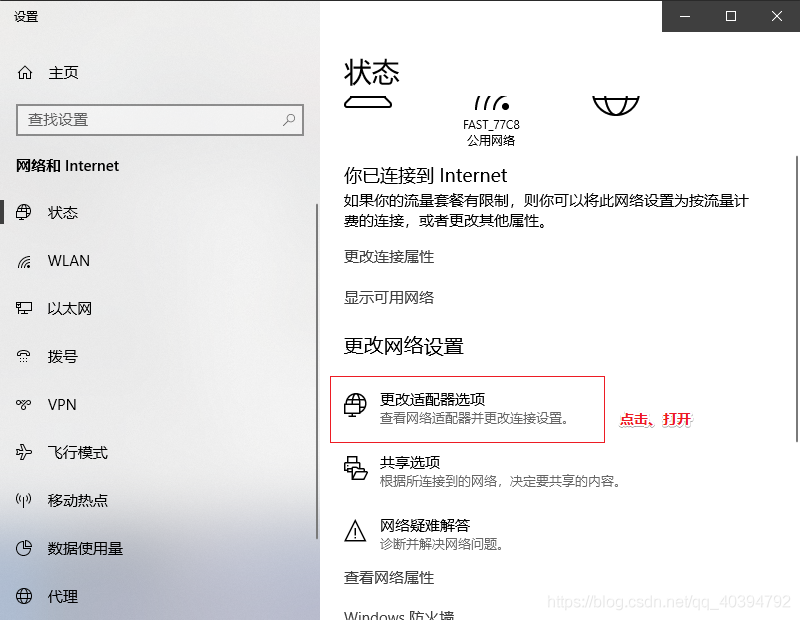 设置
主页
查找设置
网络和 Internet
状态
WLAN
以太网
拨号
VPN
飞行模式
移动热点
数据使用量
代理
状态
FAST_77C8
公用网络
你已连接到 Internet
如果你的流量套餐有限制，则你可以将此网络设置为按流量计
费的连接，或者更改其他属性。
更改连接属性
显示可用网络
更改网络设置
更改适配器选项
查看网络适配器并更改连接设置。
点击、打开
共享选项
根据所连接到的网络，决定要共享的内容。
网络疑难解答
诊断并解决网络问题。
查看网络属性
Windows 防火墙
https://blog.csdn.net/qq_40394792